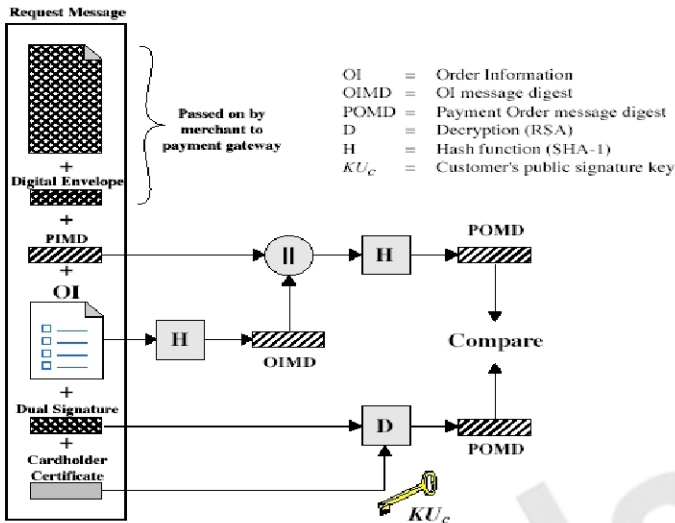 Request Message
OI = Order Information
OIMD = OI message digest
POMD = Payment Order message digest
D = Decryption (RSA)
H = Hash function (SHA-1)
KUc = Customer's public signature key
Passed on by
merchant to
payment gateway
+
Digital Envelope
+
PIMD
+
OI
|| H
POMD
H
OIMD
Compare
+
Dual Signature
D
POMD
+
Cardholder
Certificate
KUc